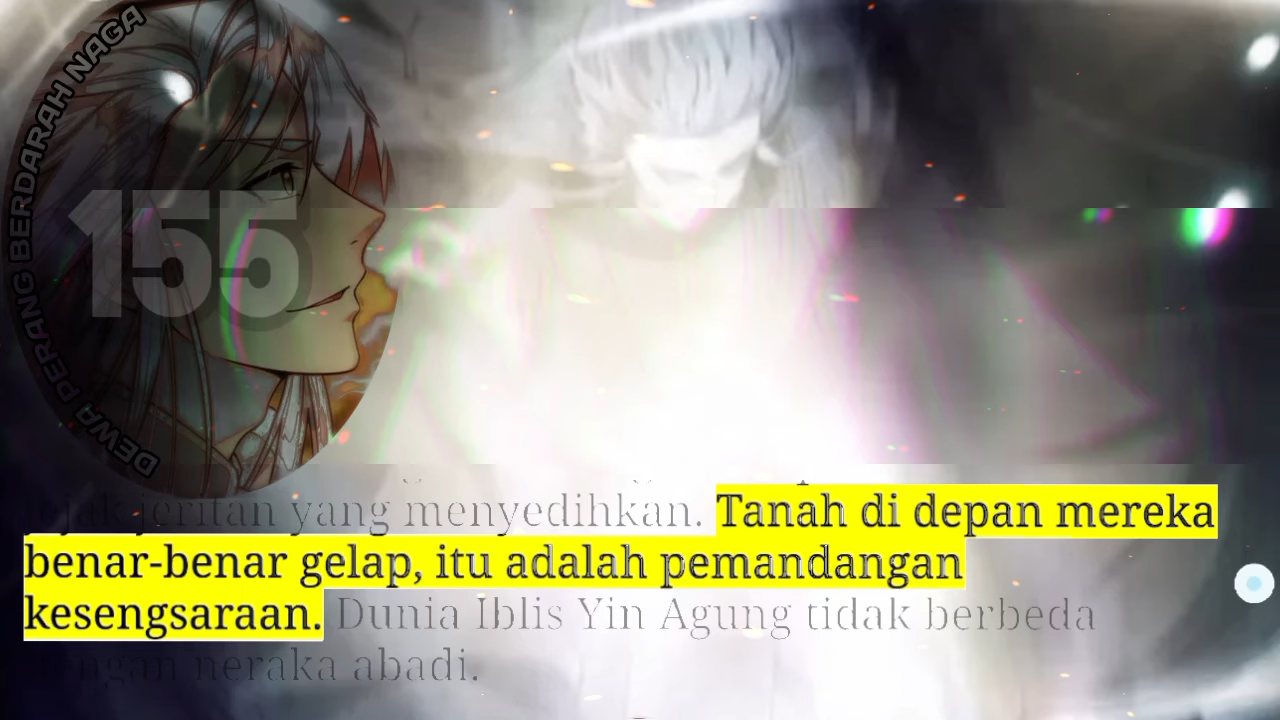 DEWA PERANG BERDARAH NAGA
155
jeritan yang menyedihkan. Tanah di depan mereka
benar-benar gelap, itu adalah pemandangan
kesengsaraan. Dunia Iblis Yin Agung tidak berbeda
dengan neraka abadi.